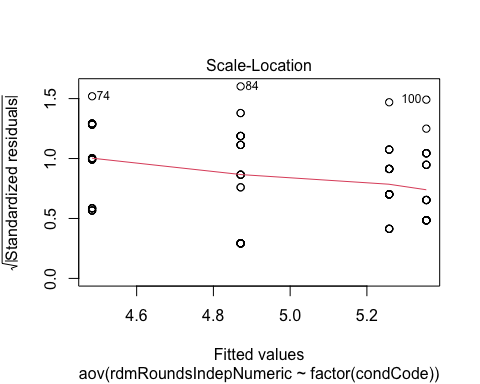 Scale-Location
√|Standardized residuals|
1.5
1.0
0.5
0.0
74
84
100
4.6 4.8 5.0 5.2
Fitted values
aov(rdmRoundsIndepNumeric ~ factor(condCode))